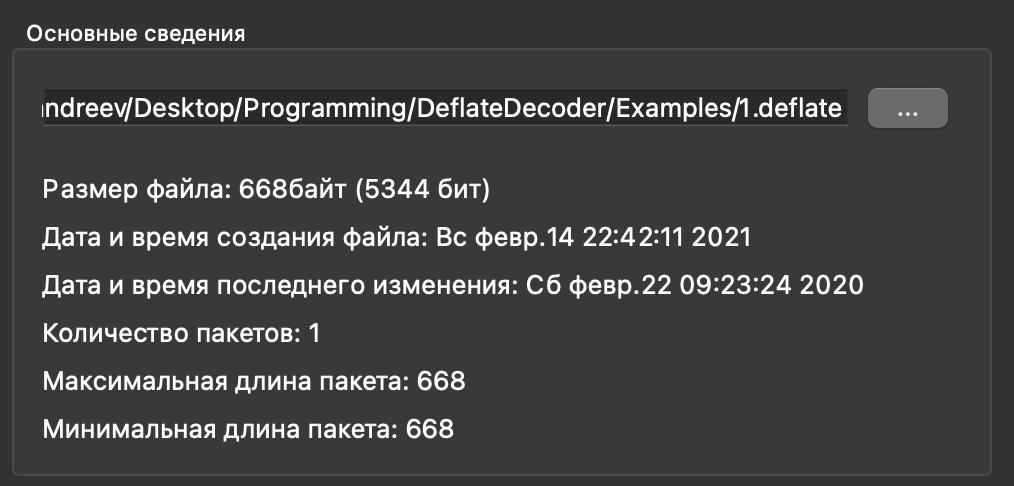 Основные сведения
ndreev/Desktop/Programming/DeflateDecoder/Examples/1.deflate
...
Размер файла: 668байт (5344 бит)
Дата и время создания файла: Вс февр.14 22:42:11 2021
Дата и время последнего изменения: Сб февр.22 09:23:24 2020
Количество пакетов: 1
Максимальная длина пакета: 668
Минимальная длина пакета: 668